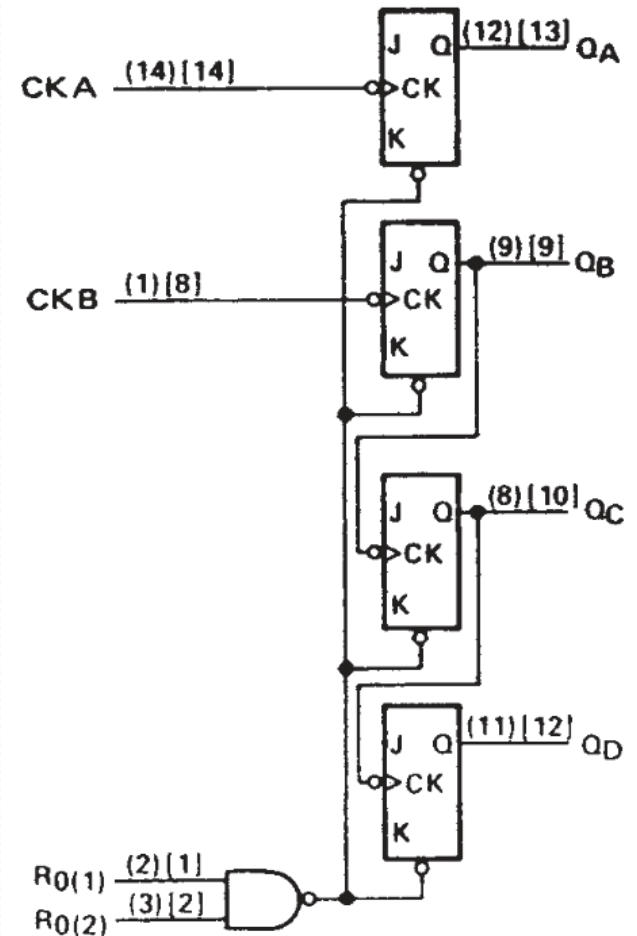 J Q (12)[13] QA
CKA (14)[14] CK
K
J Q (9)[9] QB
CKB (1)[8] CK
K
J Q (8)[10] QC
CK
K
J Q (11)[12] QD
CK
K
R0(1) (2)[1]
R0(2) (3)[2]